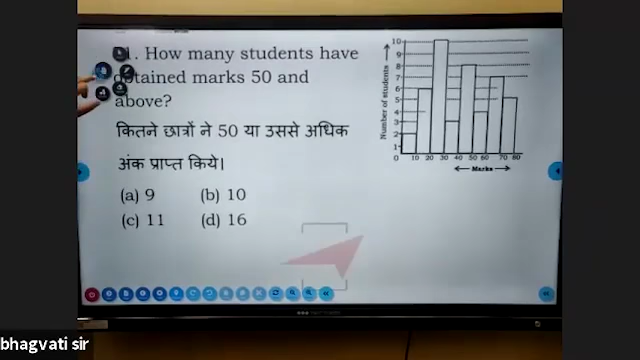 1. How many students have
obtained marks 50 and
above?
कितने छात्रों ने 50 या उससे अधिक
अंक प्राप्त किये।
(a) 9 (b) 10
(c) 11 (d) 16
Number of students
10
9
8
7
6
5
4
3
2
1
0 10 20 30 40 50 60 70 80
Marks
bhagvati sir